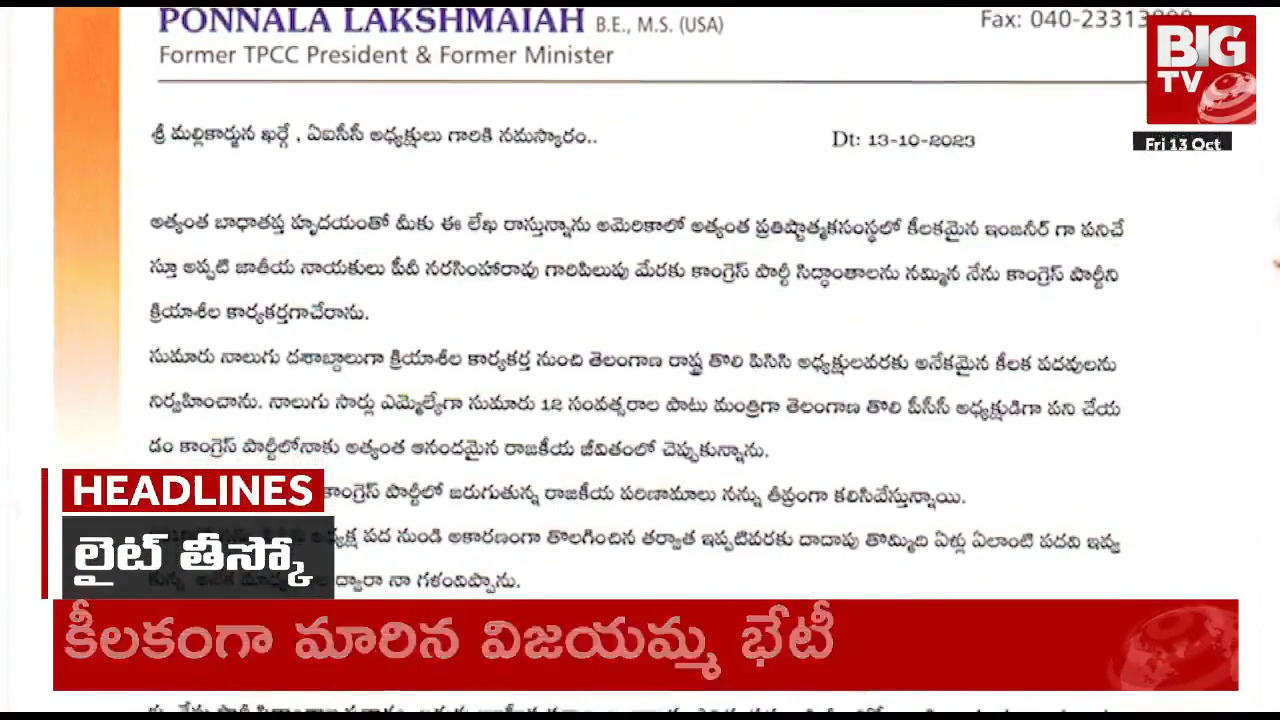 PONNALA LAKSHMAIAH B.E., M.S. (USA)
Fax: 040-23313
Former TPCC President & Former Minister
BIG TV
Fri 13 Oct
శ్రీ మల్లికార్జున ఖర్గే , ఏఐసీసీ అధ్యక్షులు గారికి నమస్కారం..
Dt: 13-10-2023
అత్యంత బాధాతప్త హృదయంతో మీకు ఈ లేఖ రాస్తున్నాను అమెరికాలో అత్యంత ప్రతిష్టాత్మకసంస్థలో కీలకమైన ఇంజనీర్ గా పనిచే
స్తూ అప్పటి జాతీయ నాయకులు పీవీ నరసింహారావు గారిపిలుపు మేరకు కాంగ్రెస్ పార్టీ సిద్ధాంతాలను నమ్మిన నేను కాంగ్రెస్ పార్టీని
క్రియాశీల కార్యకర్తగాచేరాను.
సుమారు నాలుగు దశాబ్దాలుగా క్రియాశీల కార్యకర్త నుంచి తెలంగాణ రాష్ట్ర తొలి పిసిసి అధ్యక్షులవరకు అనేకమైన కీలక పదవులను
నిర్వహించాను. నాలుగు సార్లు ఎమ్మెల్యేగా సుమారు 12 సంవత్సరాల పాటు మంత్రిగా తెలంగాణ తొలి పీసీసీ అధ్యక్షుడిగా పని చేయ
డం కాంగ్రెస్ పార్టీలోనాకు అత్యంత ఆనందమైన రాజకీయ జీవితంలో చెప్పుకున్నాను.
కాంగ్రెస్ పార్టీలో జరుగుతున్న రాజకీయ పరిణామాలు నన్ను తీవ్రంగా కలిసివేస్తున్నాయి.
పద నుండి అకారణంగా తొలగించిన తర్వాత ఇప్పటివరకు దాదాపు తొమ్మిది ఏళ్లు ఏలాంటి పదవి ఇవ్వ
ద్వారా నా గళంవిప్పాను.
HEADLINES
లైట్ తీస్కో
కీలకంగా మారిన విజయమ్మ భేటీ